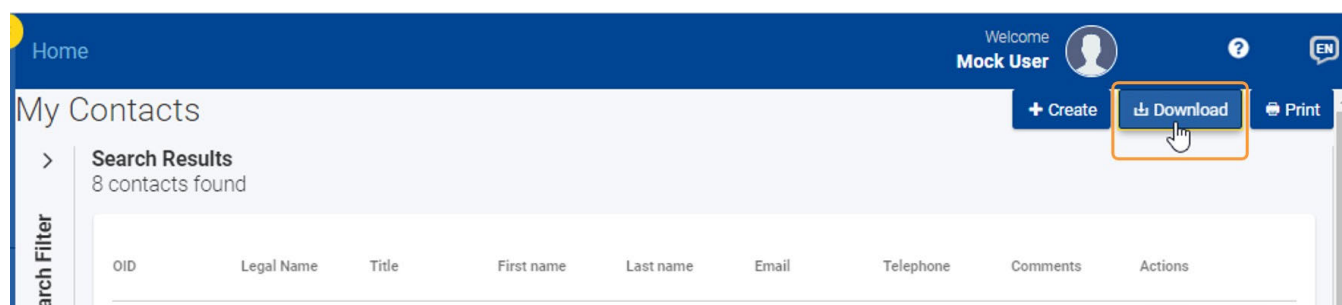 Home
Welcome
Mock User
?
EN
My Contacts
+ Create
Download
Print
>
Search Results
8 contacts found
OID Legal Name Title First name Last name Email Telephone Comments Actions
Filter